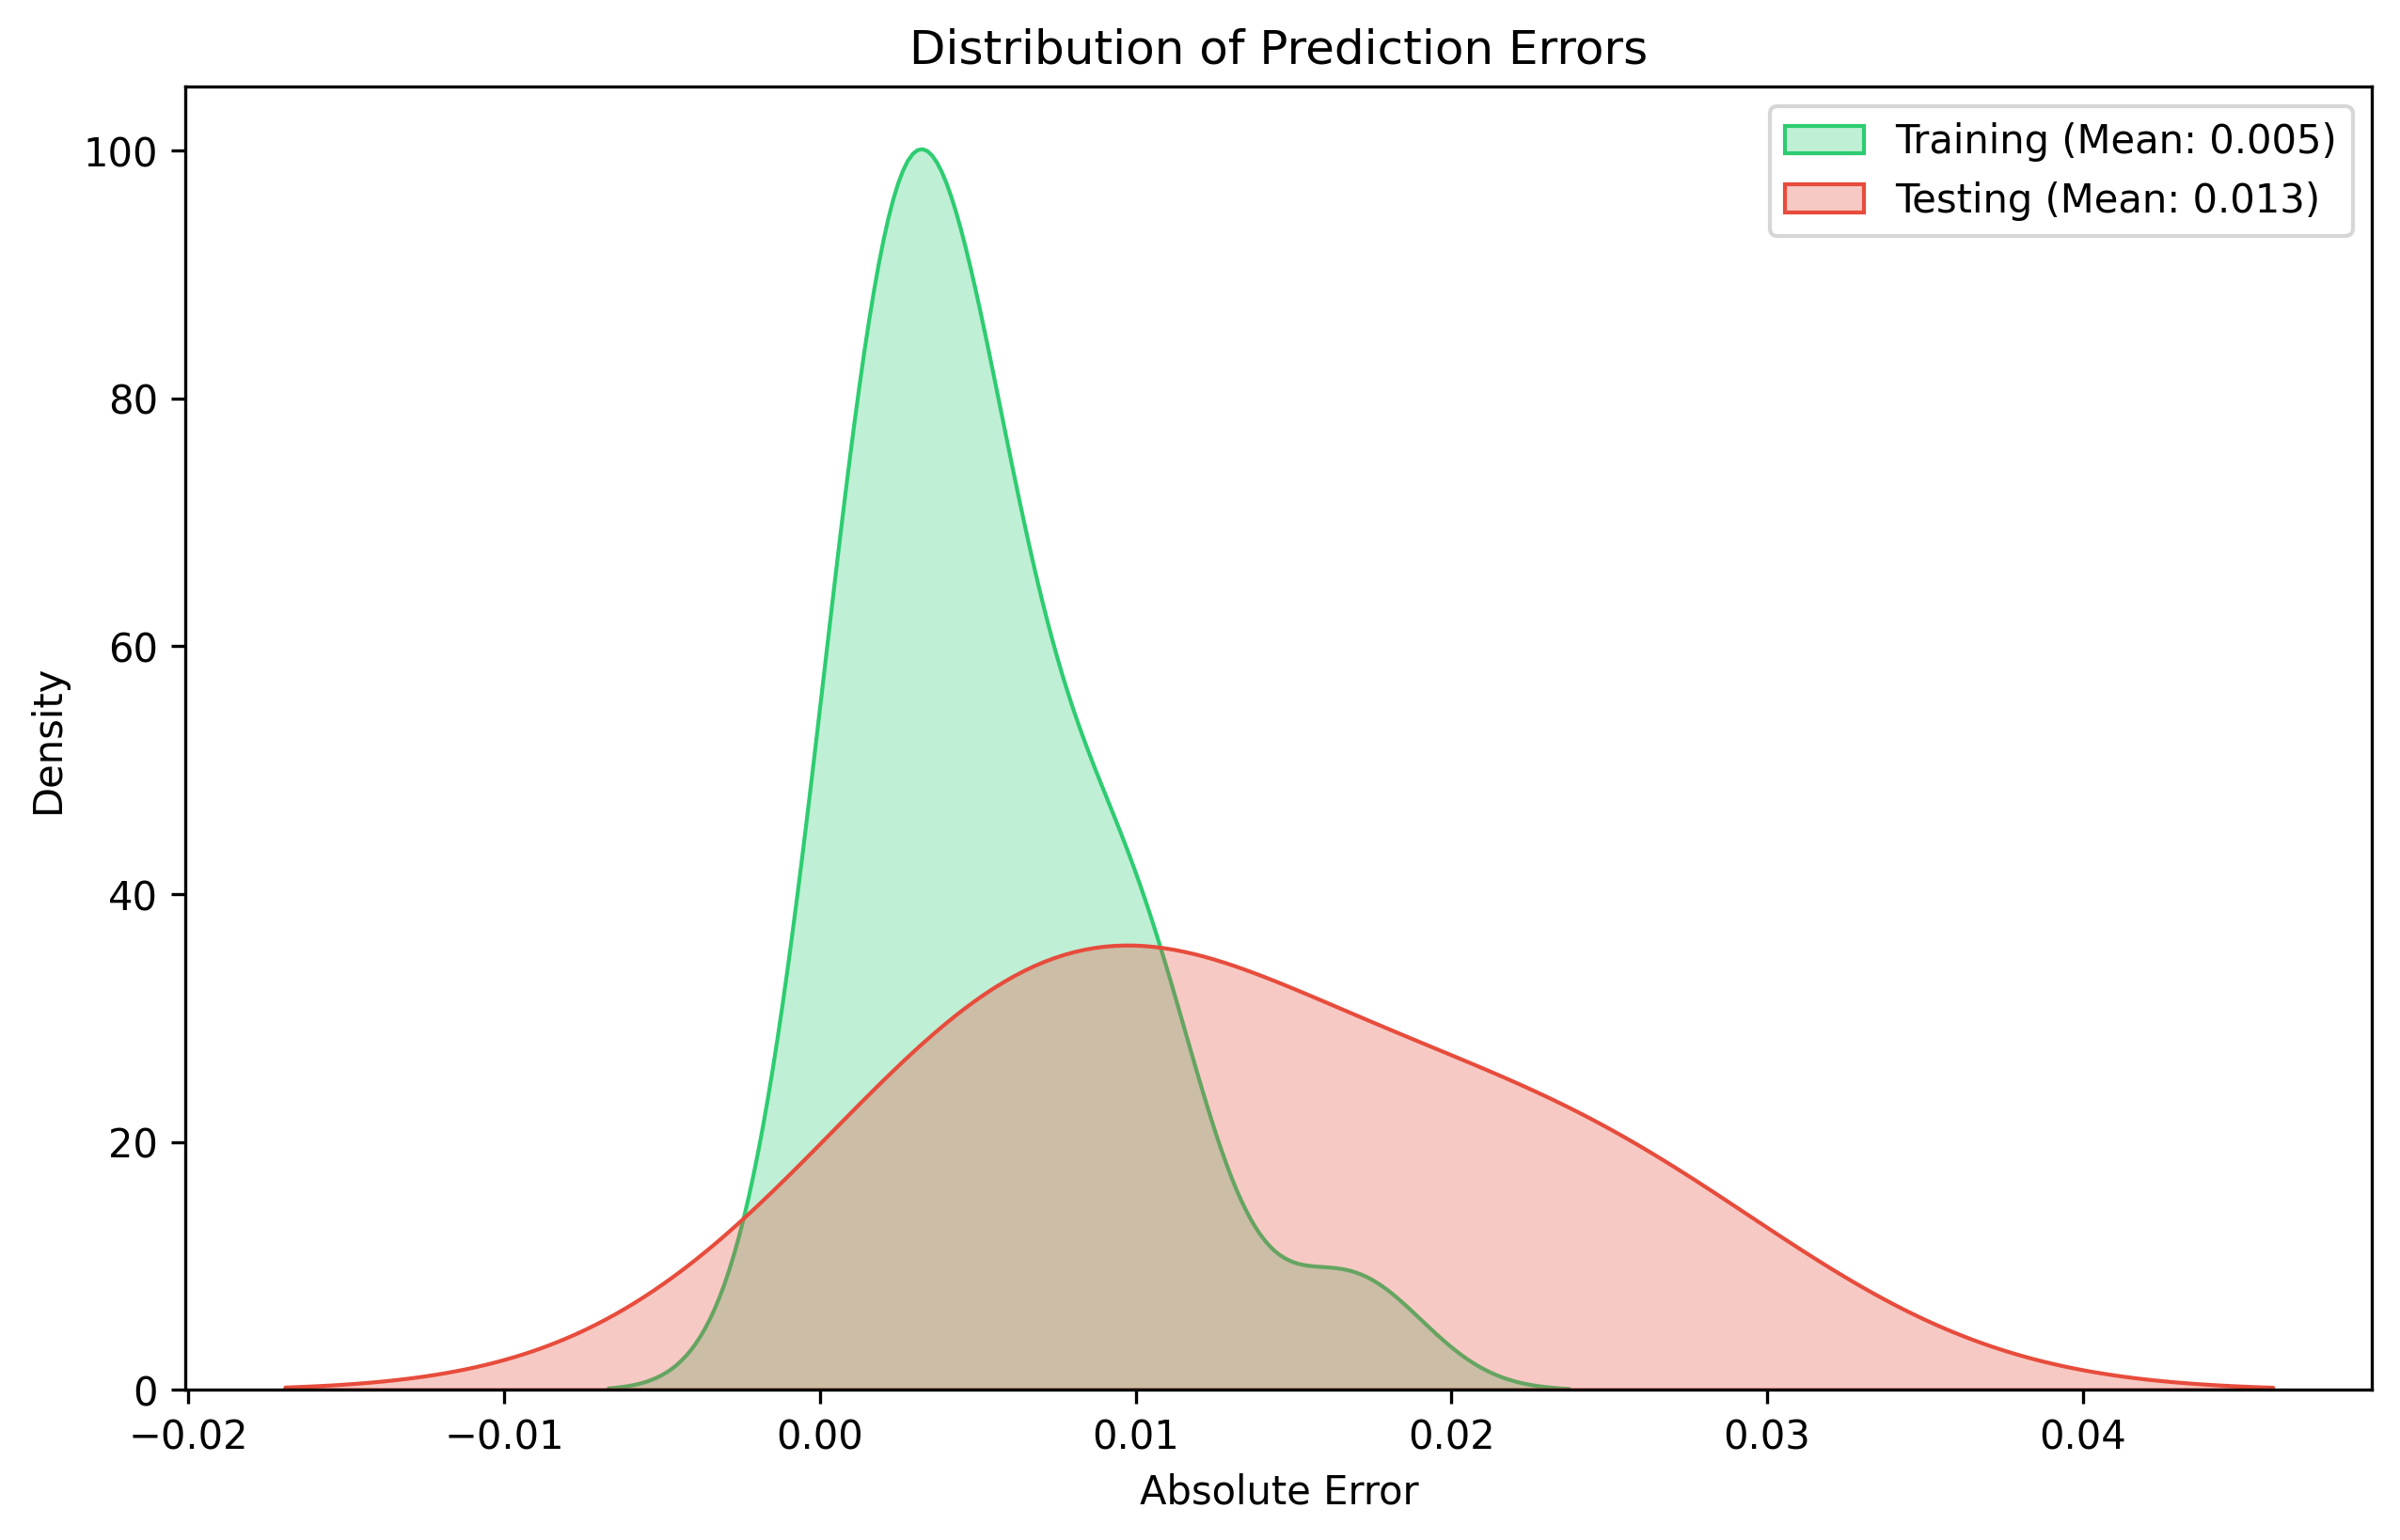 Distribution of Prediction Errors
Training (Mean: 0.005)
Testing (Mean: 0.013)
100
80
60
40
20
0
Density
−0.02 −0.01 0.00 0.01 0.02 0.03 0.04
Absolute Error